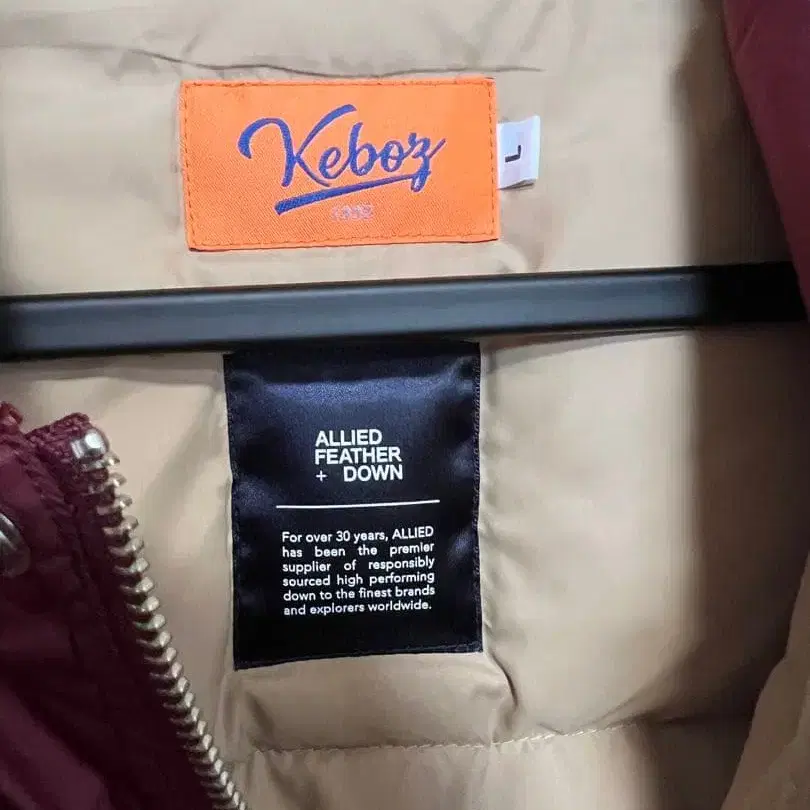 Keboz
L
ALLIED
FEATHER
+ DOWN
For over 30 years, ALLIED
has been the premier
supplier of responsibly
sourced high performing
down to the finest brands
and explorers worldwide.